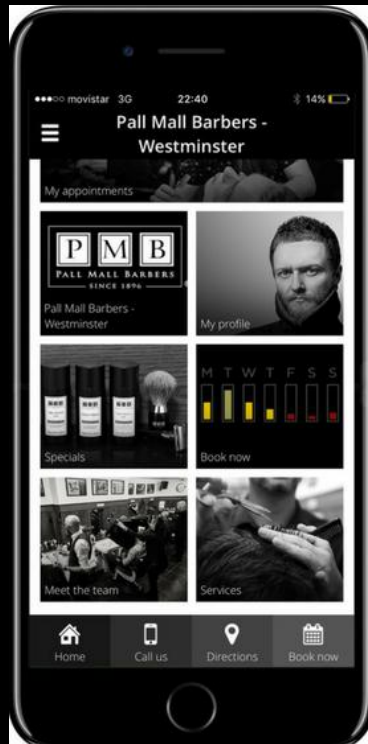 movistar 3G 22:40 14%
Pall Mall Barbers -
Westminster
My appointments
P M B
PALL MALL BARBERS
SINCE 1896
Pall Mall Barbers -
Westminster
My profile
Specials
M T W T F S S
Book now
Meet the team
Services
Home
Call us
Directions
Book now